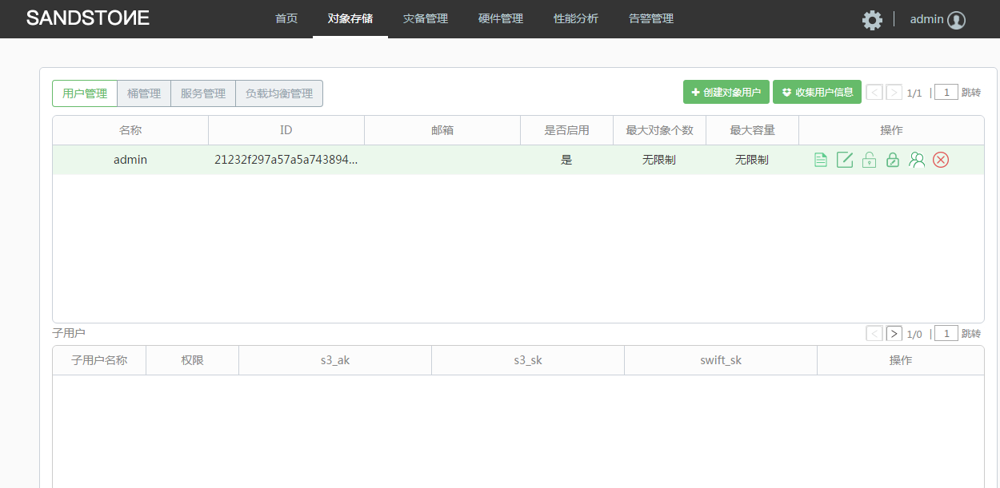 SANDSTONE 首页 对象存储 灾备管理 硬件管理 性能分析 告警管理 admin
用户管理 桶管理 服务管理 负载均衡管理 创建对象用户 收集用户信息 < > 1/1 | 1 跳转
名称 ID 邮箱 是否启用 最大对象个数 最大容量 操作
admin 21232f297a57a5a743894... 是 无限制 无限制
子用户 < > 1/0 | 1 跳转
子用户名称 权限 s3_ak s3_sk swift_sk 操作